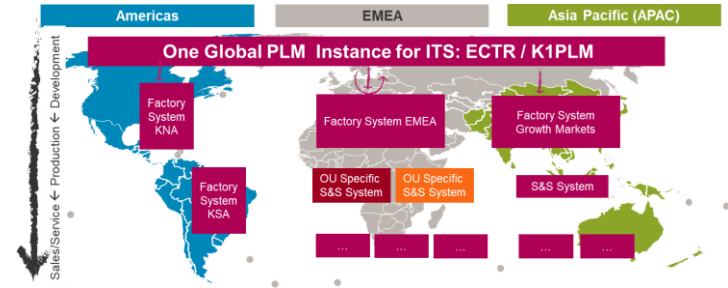 Americas
EMEA
Asia Pacific (APAC)
One Global PLM Instance for ITS: ECTR / K1PLM
Sales/Service ← Production ← Development
Factory
System
KNA
Factory System EMEA
Factory System
Growth Markets
Factory
System
KSA
OU Specific
S&S System
OU Specific
S&S System
S&S System
...
...
...
...
...